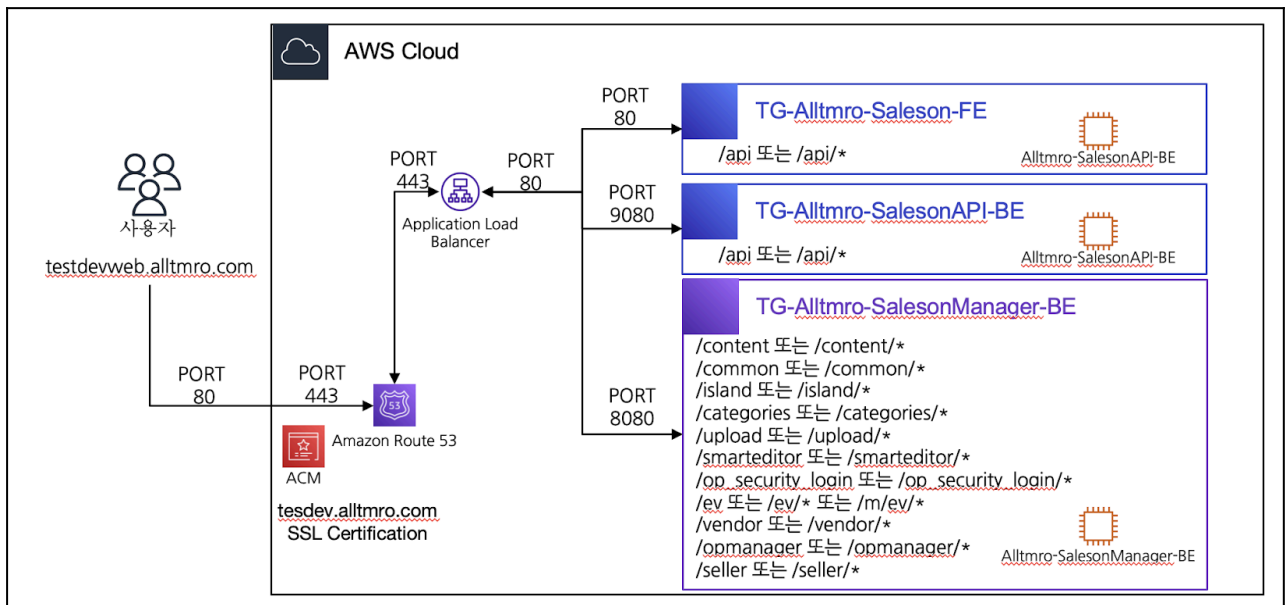 AWS Cloud
사용자
testdevweb.alltmro.com
PORT
80
PORT
443
Amazon Route 53
ACM
tesdev.alltmro.com
SSL Certification
PORT
443
Application Load
Balancer
PORT
80
PORT
80
TG-Alltmro-Saleson-FE
/api 또는 /api/*
Alltmro-SalesonAPI-BE
PORT
9080
TG-Alltmro-SalesonAPI-BE
/api 또는 /api/*
Alltmro-SalesonAPI-BE
PORT
8080
TG-Alltmro-SalesonManager-BE
/content 또는 /content/*
/common 또는 /common/*
/island 또는 /island/*
/categories 또는 /categories/*
/upload 또는 /upload/*
/smarteditor 또는 /smarteditor/*
/op_security_login 또는 /op_security_login/*
/ev 또는 /ev/* 또는 /m/ev/*
/vendor 또는 /vendor/*
/opmanager 또는 /opmanager/*
/seller 또는 /seller/*
Alltmro-SalesonManager-BE
53